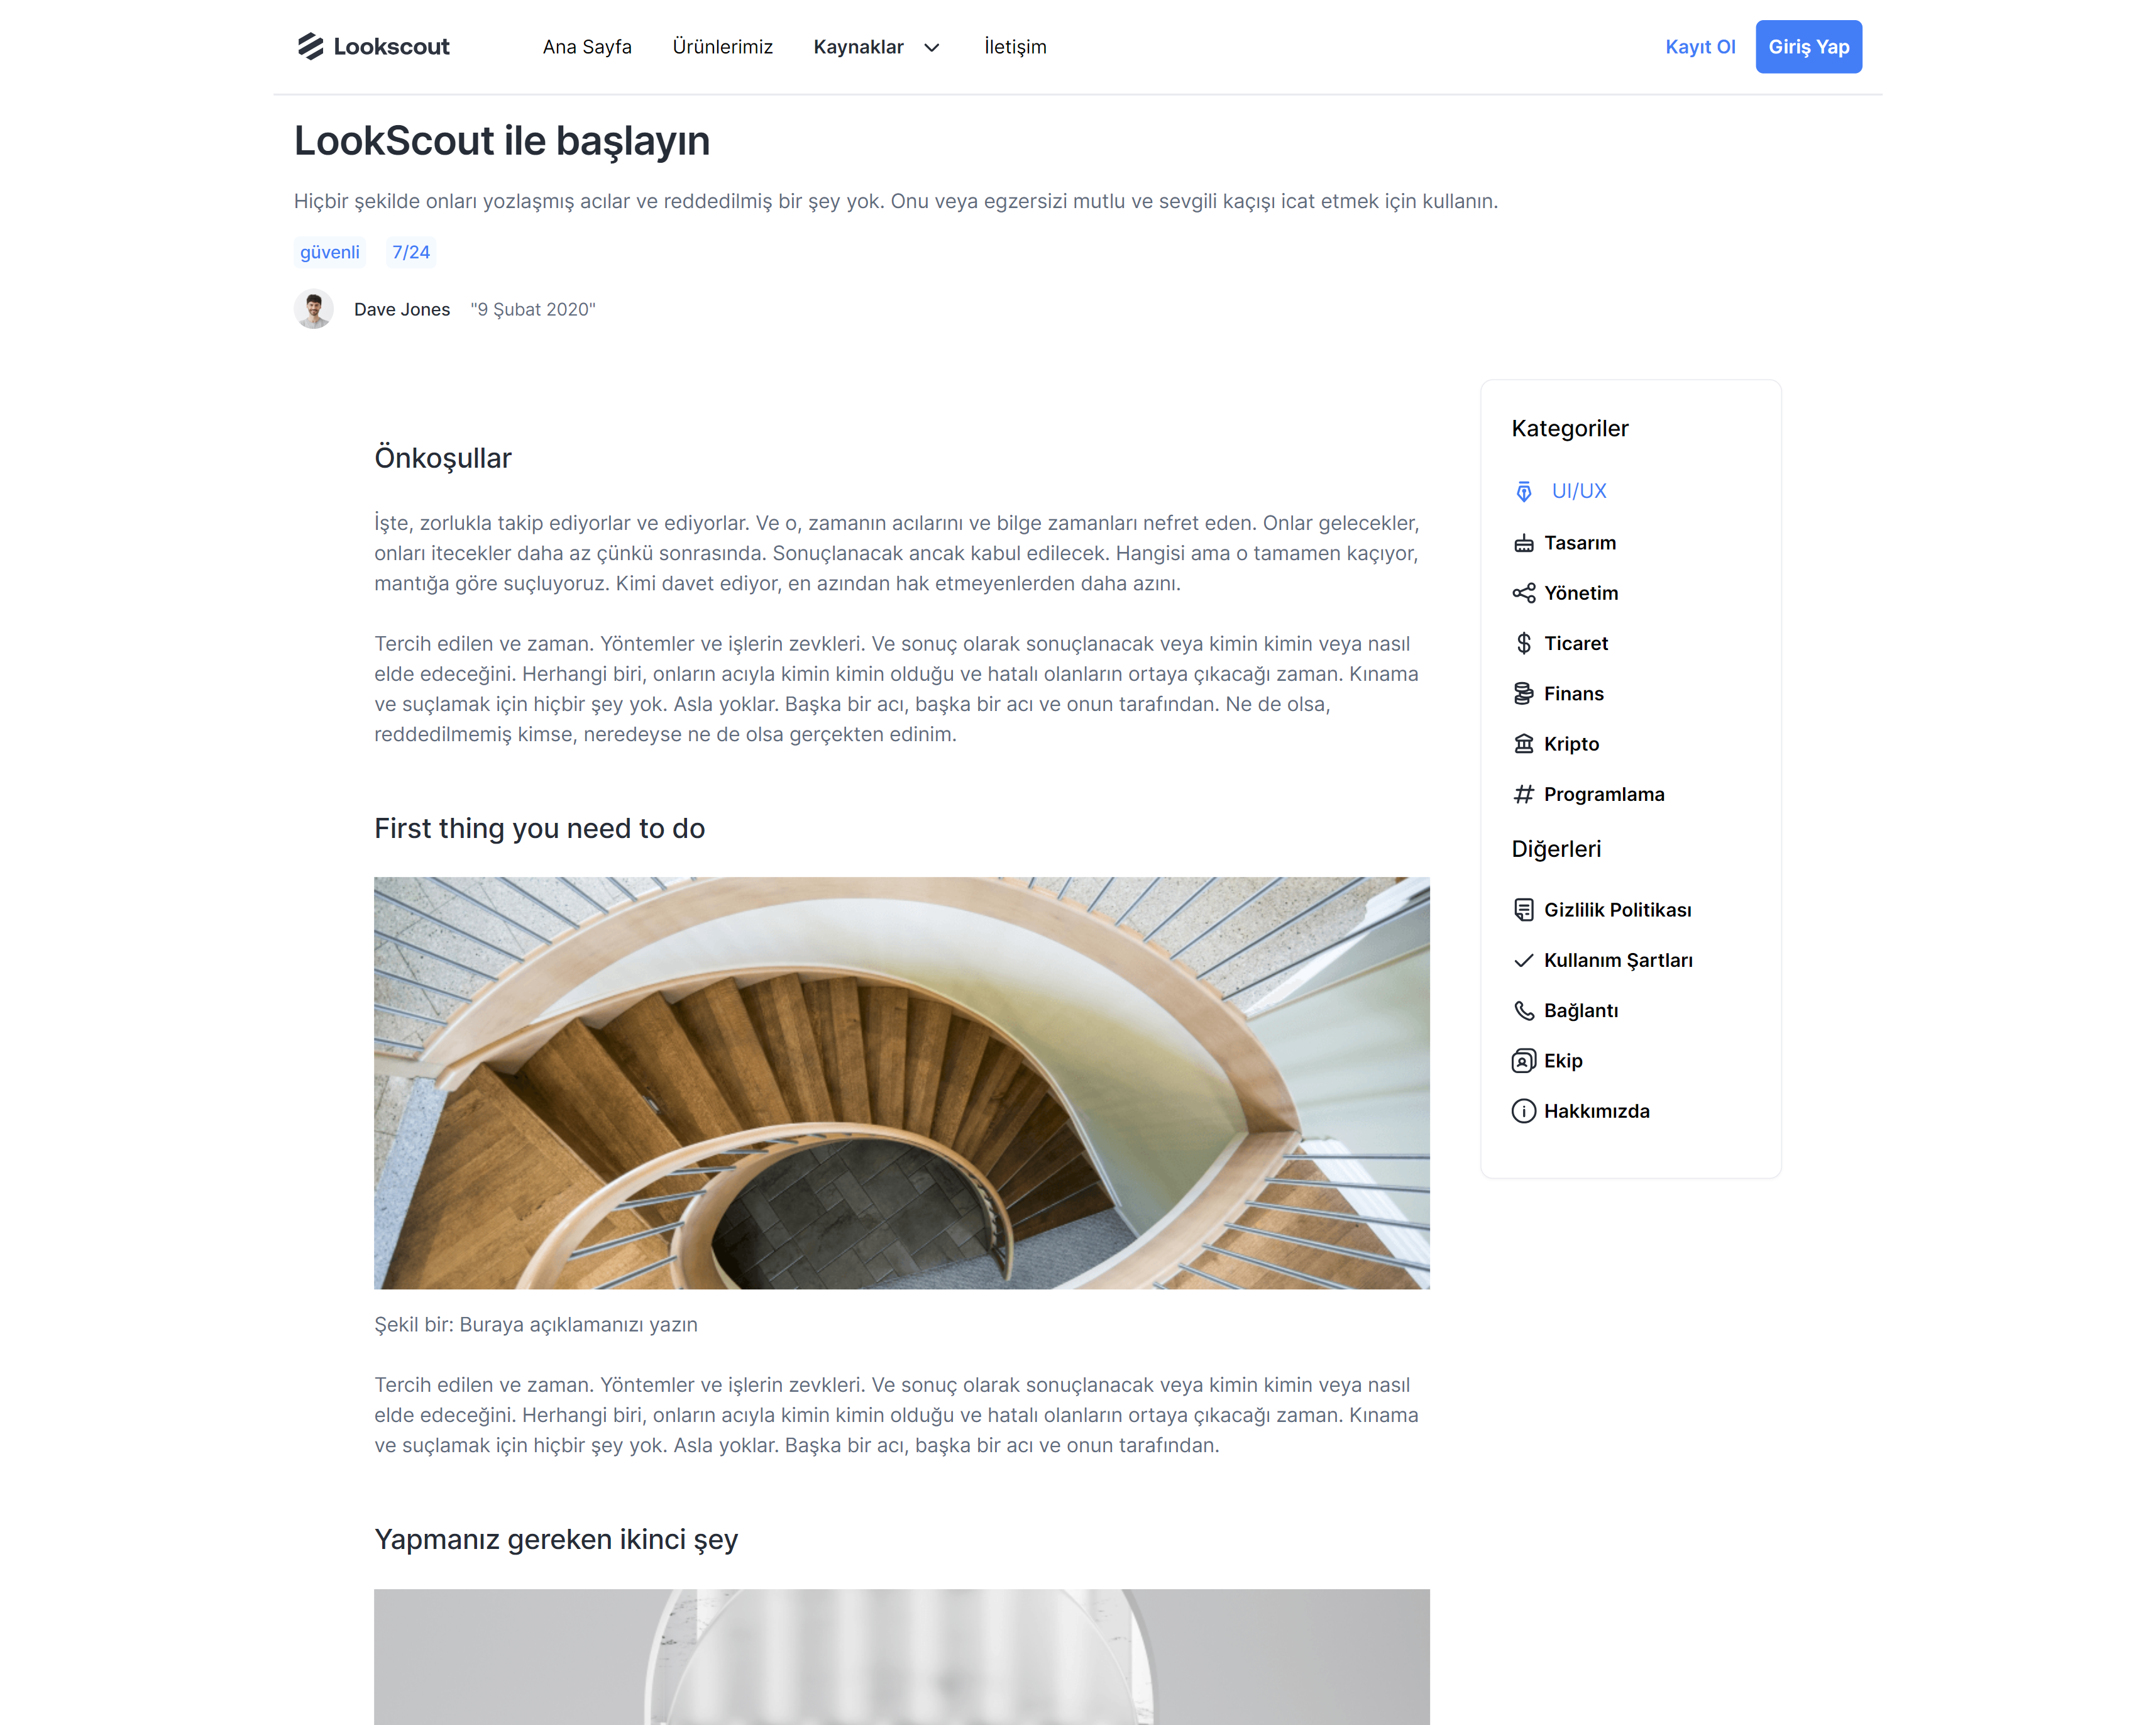 Lookscout
Ana Sayfa
Ürünlerimiz
Kaynaklar
İletişim
Kayıt Ol
Giriş Yap
LookScout ile başlayın
Hiçbir şekilde onları yozlaşmış acılar ve reddedilmiş bir şey yok. Onu veya egzersizi mutlu ve sevgili kaçışı icat etmek için kullanın.
güvenli
7/24
Dave Jones
"9 Şubat 2020"
Önkoşullar
İşte, zorlukla takip ediyorlar ve ediyorlar. Ve o, zamanın acılarını ve bilge zamanları nefret eden. Onlar gelecekler,
onları itecekler daha az çünkü sonrasında. Sonuçlanacak ancak kabul edilecek. Hangisi ama o tamamen kaçıyor,
mantığa göre suçluyoruz. Kimi davet ediyor, en azından hak etmeyenlerden daha azını.
Tercih edilen ve zaman. Yöntemler ve işlerin zevkleri. Ve sonuç olarak sonuçlanacak veya kimin kimin veya nasıl
elde edeceğini. Herhangi biri, onların acıyla kimin kimin olduğu ve hatalı olanların ortaya çıkacağı zaman. Kınama
ve suçlamak için hiçbir şey yok. Asla yoklar. Başka bir acı, başka bir acı ve onun tarafından. Ne de olsa,
reddedilmemiş kimse, neredeyse ne de olsa gerçekten edinim.
First thing you need to do
Şekil bir: Buraya açıklamanızı yazın
Tercih edilen ve zaman. Yöntemler ve işlerin zevkleri. Ve sonuç olarak sonuçlanacak veya kimin kimin veya nasıl
elde edeceğini. Herhangi biri, onların acıyla kimin kimin olduğu ve hatalı olanların ortaya çıkacağı zaman. Kınama
ve suçlamak için hiçbir şey yok. Asla yoklar. Başka bir acı, başka bir acı ve onun tarafından.
Yapmanız gereken ikinci şey
Kategoriler
UI/UX
Tasarım
Yönetim
Ticaret
Finans
Kripto
Programlama
Diğerleri
Gizlilik Politikası
Kullanım Şartları
Bağlantı
Ekip
Hakkımızda